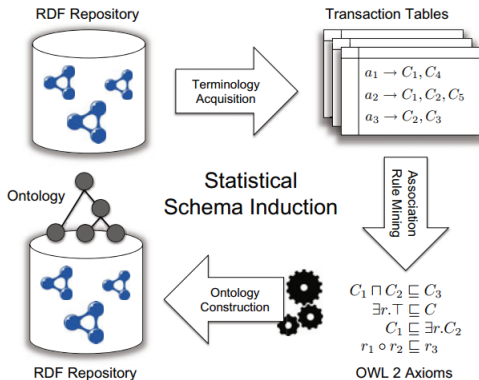 RDF Repository
Transaction Tables
Terminology
Acquisition
a₁ → C₁, C₄
a₂ → C₁, C₂, C₅
a₃ → C₂, C₃
Association
Rule Mining
Statistical
Schema Induction
Ontology
Ontology
Construction
C₁ ⊓ C₂ ⊑ C₃
∃r.⊤ ⊑ C
C₁ ⊑ ∃r.C₂
r₁ ∘ r₂ ⊑ r₃
RDF Repository
OWL 2 Axioms